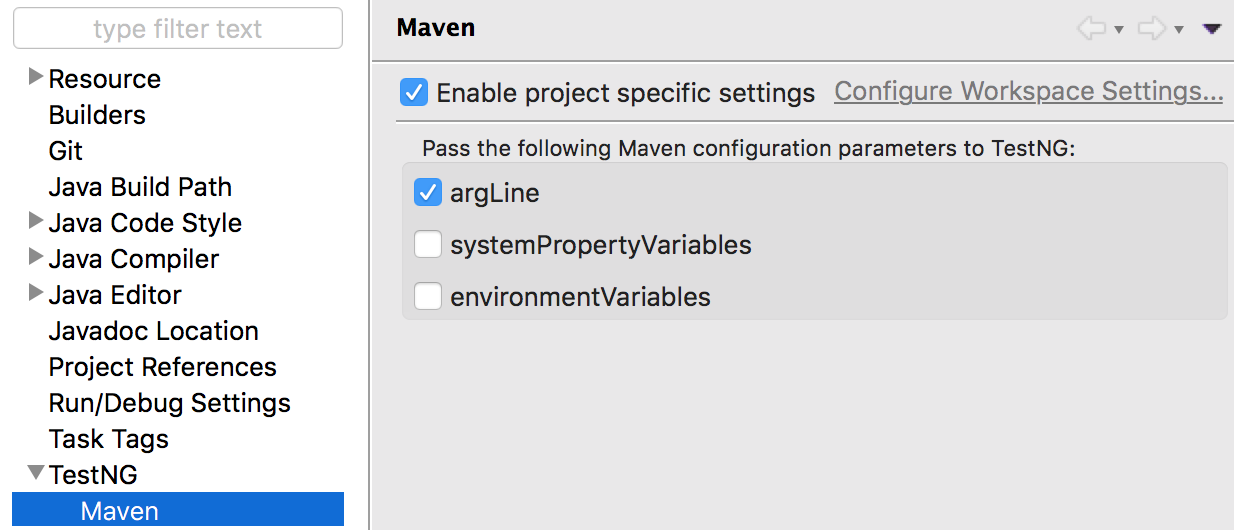 type filter text
Resource
Builders
Git
Java Build Path
Java Code Style
Java Compiler
Java Editor
Javadoc Location
Project References
Run/Debug Settings
Task Tags
TestNG
Maven
Maven
Enable project specific settings Configure Workspace Settings...
Pass the following Maven configuration parameters to TestNG:
argLine
systemPropertyVariables
environmentVariables